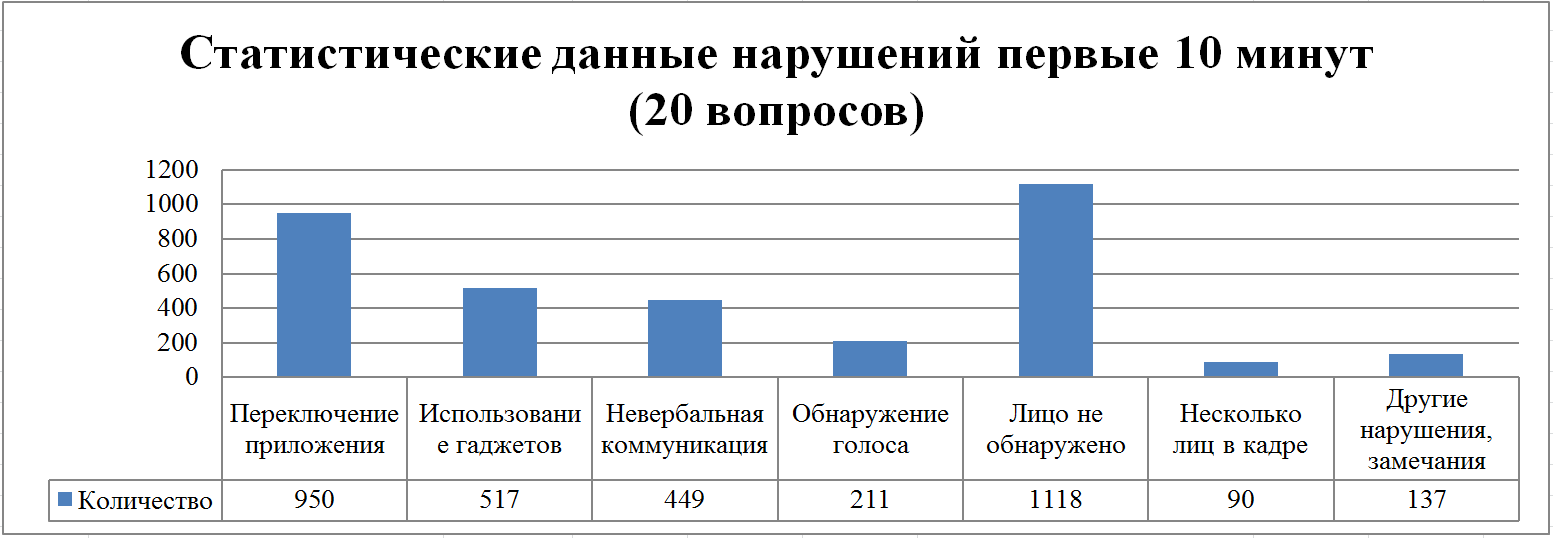 Статистические данные нарушений первые 10 минут
(20 вопросов)
1200
1000
800
600
400
200
0
Переключение
приложения
Использовани
е гаджетов
Невербальная
коммуникация
Обнаружение
голоса
Лицо не
обнаружено
Несколько
лиц в кадре
Другие
нарушения,
замечания
Количество 950 517 449 211 1118 90 137